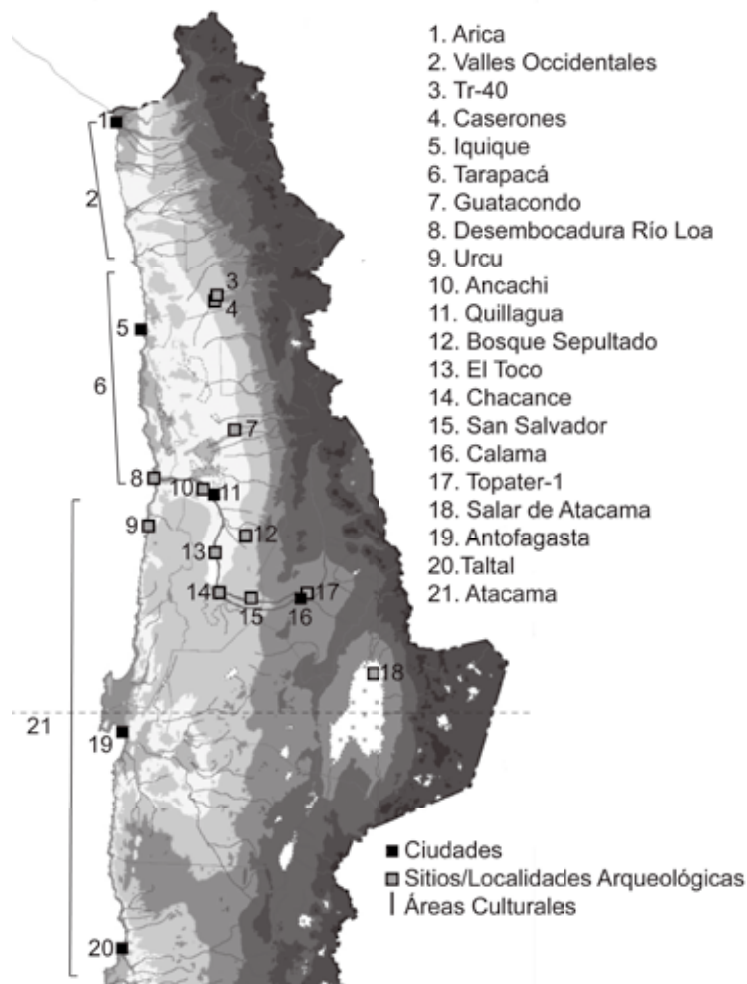 1. Arica
2. Valles Occidentales
3. Tr-40
4. Caserones
5. Iquique
6. Tarapacá
7. Guatacondo
8. Desembocadura Río Loa
9. Urcu
10. Ancachi
11. Quillagua
12. Bosque Sepultado
13. El Toco
14. Chacance
15. San Salvador
16. Calama
17. Topater-1
18. Salar de Atacama
19. Antofagasta
20.Taltal
21. Atacama
1
2
3
4
5
6
7
8
10
11
9
12
13
14
15
17
16
18
21
19
20
Ciudades
Sitios/Localidades Arqueológicas
Áreas Culturales